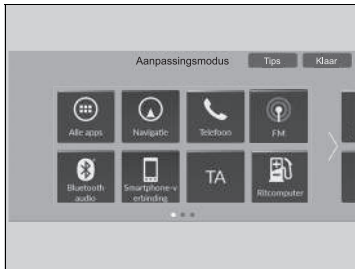 Aanpassingsmodus Tips Klaar
Alle apps Navigatie Telefoon FM
Bluetooth
audio
Smartphone-v
erbinding
TA
Ritcomputer